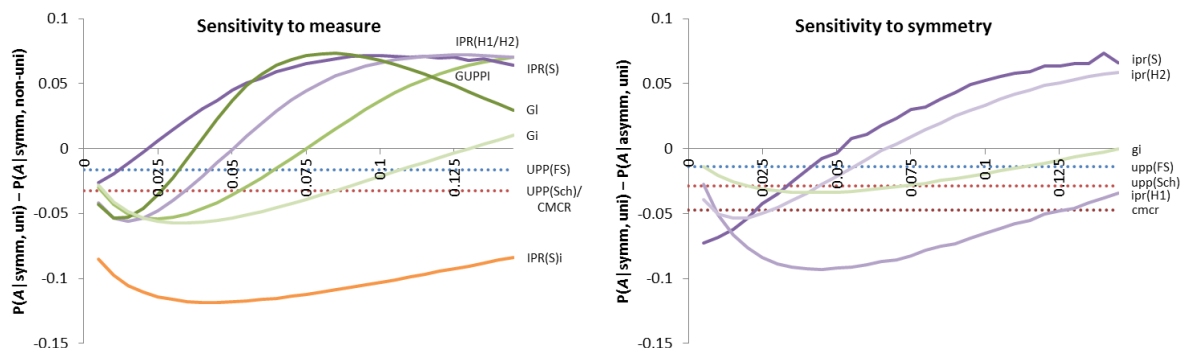 Sensitivity to measure
P(A|symm, uni) − P(A|symm, non-uni)
0.1
0.05
0
-0.05
-0.1
-0.15
0
0.025
0.05
0.075
0.1
0.125
IPR(H1/H2)
IPR(S)
GUPPI
GI
Gi
UPP(FS)
UPP(Sch)/
CMCR
IPR(S)i
Sensitivity to symmetry
P(A|symm, uni) − P(A|asymm, uni)
0.1
0.05
0
-0.05
-0.1
-0.15
0
0.025
0.05
0.075
0.1
0.125
ipr(S)
ipr(H2)
gi
upp(FS)
upp(Sch)
ipr(H1)
cmcr